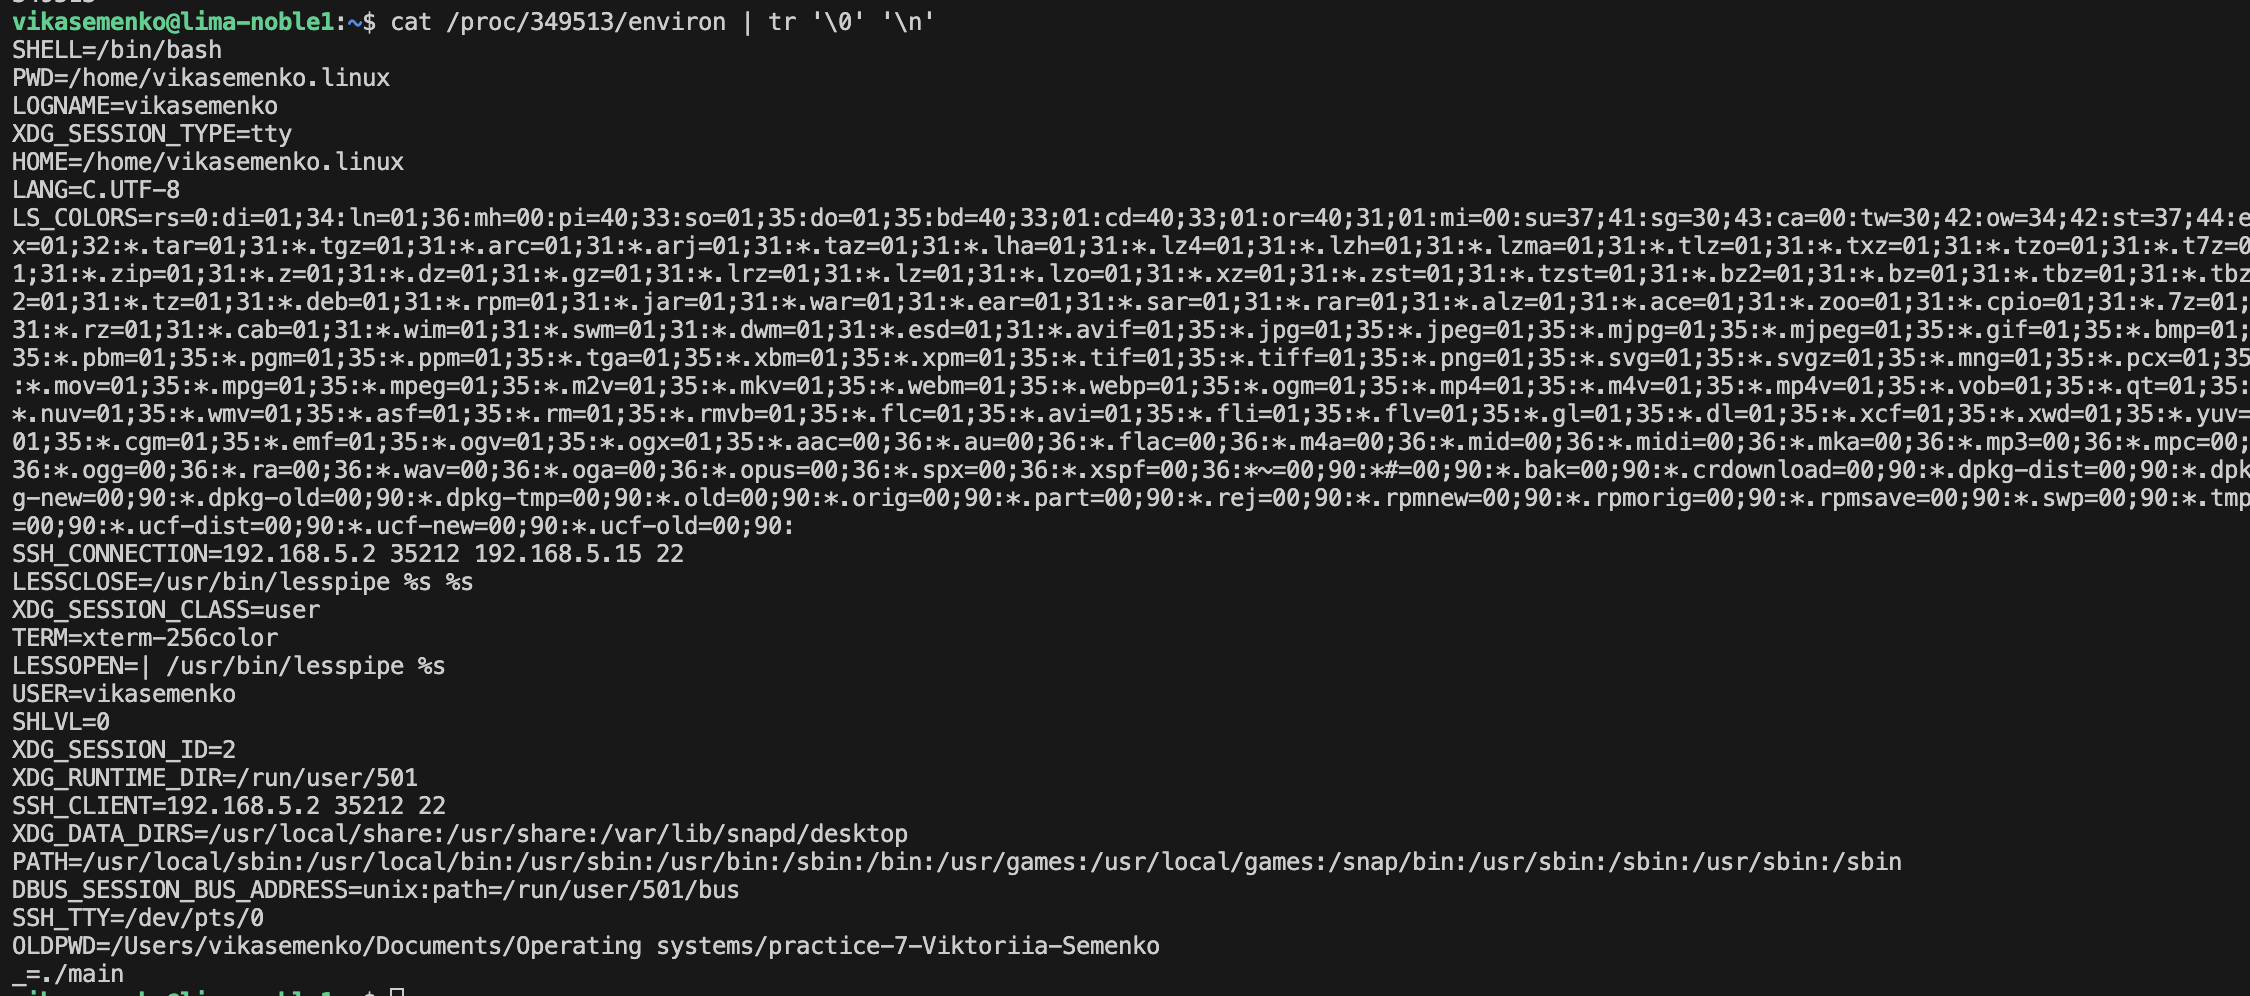 vikasemenko@lima-noble1:~$ cat /proc/349513/environ | tr '\0' '\n'
SHELL=/bin/bash
PWD=/home/vikasemenko.linux
LOGNAME=vikasemenko
XDG_SESSION_TYPE=tty
HOME=/home/vikasemenko.linux
LANG=C.UTF-8
LS_COLORS=rs=0:di=01;34:ln=01;36:mh=00:pi=40;33:so=01;35:do=01;35:bd=40;33;01:cd=40;33;01:or=40;31;01:mi=00:su=37;41:sg=30;43:ca=00:tw=30;42:ow=34;42:st=37;44:e
x=01;32:*.tar=01;31:*.tgz=01;31:*.arc=01;31:*.arj=01;31:*.taz=01;31:*.lha=01;31:*.lz4=01;31:*.lzh=01;31:*.lzma=01;31:*.tlz=01;31:*.txz=01;31:*.tzo=01;31:*.t7z=0
1;31:*.zip=01;31:*.z=01;31:*.dz=01;31:*.gz=01;31:*.lrz=01;31:*.lz=01;31:*.lzo=01;31:*.xz=01;31:*.zst=01;31:*.tzst=01;31:*.bz2=01;31:*.bz=01;31:*.tbz=01;31:*.tbz
2=01;31:*.tz=01;31:*.deb=01;31:*.rpm=01;31:*.jar=01;31:*.war=01;31:*.ear=01;31:*.sar=01;31:*.rar=01;31:*.alz=01;31:*.ace=01;31:*.zoo=01;31:*.cpio=01;31:*.7z=01;
31:*.rz=01;31:*.cab=01;31:*.wim=01;31:*.swm=01;31:*.dwm=01;31:*.esd=01;31:*.avif=01;35:*.jpg=01;35:*.jpeg=01;35:*.mjpg=01;35:*.mjpeg=01;35:*.gif=01;35:*.bmp=01;
35:*.pbm=01;35:*.pgm=01;35:*.ppm=01;35:*.tga=01;35:*.xbm=01;35:*.xpm=01;35:*.tif=01;35:*.tiff=01;35:*.png=01;35:*.svg=01;35:*.svgz=01;35:*.mng=01;35:*.pcx=01;35
:*.mov=01;35:*.mpg=01;35:*.mpeg=01;35:*.m2v=01;35:*.mkv=01;35:*.webm=01;35:*.webp=01;35:*.ogm=01;35:*.mp4=01;35:*.m4v=01;35:*.mp4v=01;35:*.vob=01;35:*.qt=01;35:
*.nuv=01;35:*.wmv=01;35:*.asf=01;35:*.rm=01;35:*.rmvb=01;35:*.flc=01;35:*.avi=01;35:*.fli=01;35:*.flv=01;35:*.gl=01;35:*.dl=01;35:*.xcf=01;35:*.xwd=01;35:*.yuv=
01;35:*.cgm=01;35:*.emf=01;35:*.ogv=01;35:*.ogx=01;35:*.aac=00;36:*.au=00;36:*.flac=00;36:*.m4a=00;36:*.mid=00;36:*.midi=00;36:*.mka=00;36:*.mp3=00;36:*.mpc=00;
36:*.ogg=00;36:*.ra=00;36:*.wav=00;36:*.oga=00;36:*.opus=00;36:*.spx=00;36:*.xspf=00;36:*~=00;90:*#=00;90:*.bak=00;90:*.crdownload=00;90:*.dpkg-dist=00;90:*.dpk
g-new=00;90:*.dpkg-old=00;90:*.dpkg-tmp=00;90:*.old=00;90:*.orig=00;90:*.part=00;90:*.rej=00;90:*.rpmnew=00;90:*.rpmorig=00;90:*.rpmsave=00;90:*.swp=00;90:*.tmp
=00;90:*.ucf-dist=00;90:*.ucf-new=00;90:*.ucf-old=00;90:
SSH_CONNECTION=192.168.5.2 35212 192.168.5.15 22
LESSCLOSE=/usr/bin/lesspipe %s %s
XDG_SESSION_CLASS=user
TERM=xterm-256color
LESSOPEN=| /usr/bin/lesspipe %s
USER=vikasemenko
SHLVL=0
XDG_SESSION_ID=2
XDG_RUNTIME_DIR=/run/user/501
SSH_CLIENT=192.168.5.2 35212 22
XDG_DATA_DIRS=/usr/local/share:/usr/share:/var/lib/snapd/desktop
PATH=/usr/local/sbin:/usr/local/bin:/usr/sbin:/usr/bin:/sbin:/bin:/usr/games:/usr/local/games:/snap/bin:/usr/sbin:/sbin:/usr/sbin:/sbin
DBUS_SESSION_BUS_ADDRESS=unix:path=/run/user/501/bus
SSH_TTY=/dev/pts/0
OLDPWD=/Users/vikasemenko/Documents/Operating systems/practice-7-Viktoriia-Semenko
_=./main